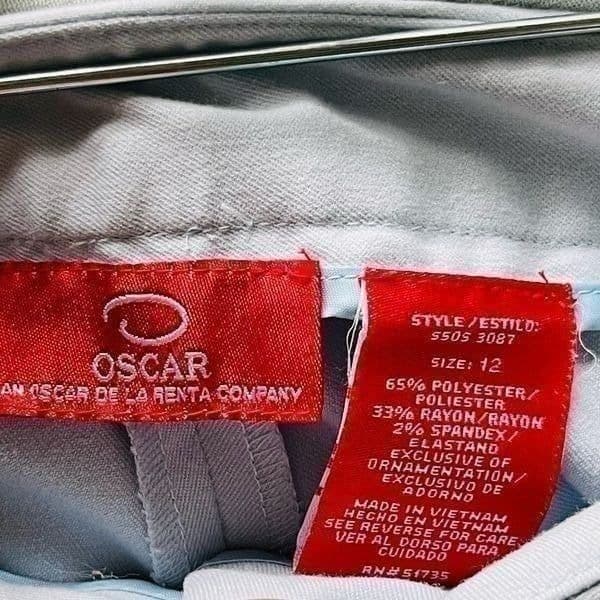 OSCAR
AN OSCAR DE LA RENTA COMPANY
STYLE/ESTILO:
S5OS 3087
SIZE: 12
65% POLYESTER/
POLIESTER
33% RAYON/RAYON
2% SPANDEX/
ELASTANO
EXCLUSIVE OF
ORNAMENTATION/
EXCLUSIVO DE
ADORNO
MADE IN VIETNAM
HECHO EN VIETNAM
SEE REVERSE FOR CARE
VER AL DORSO PARA
CUIDADO
RN#51735